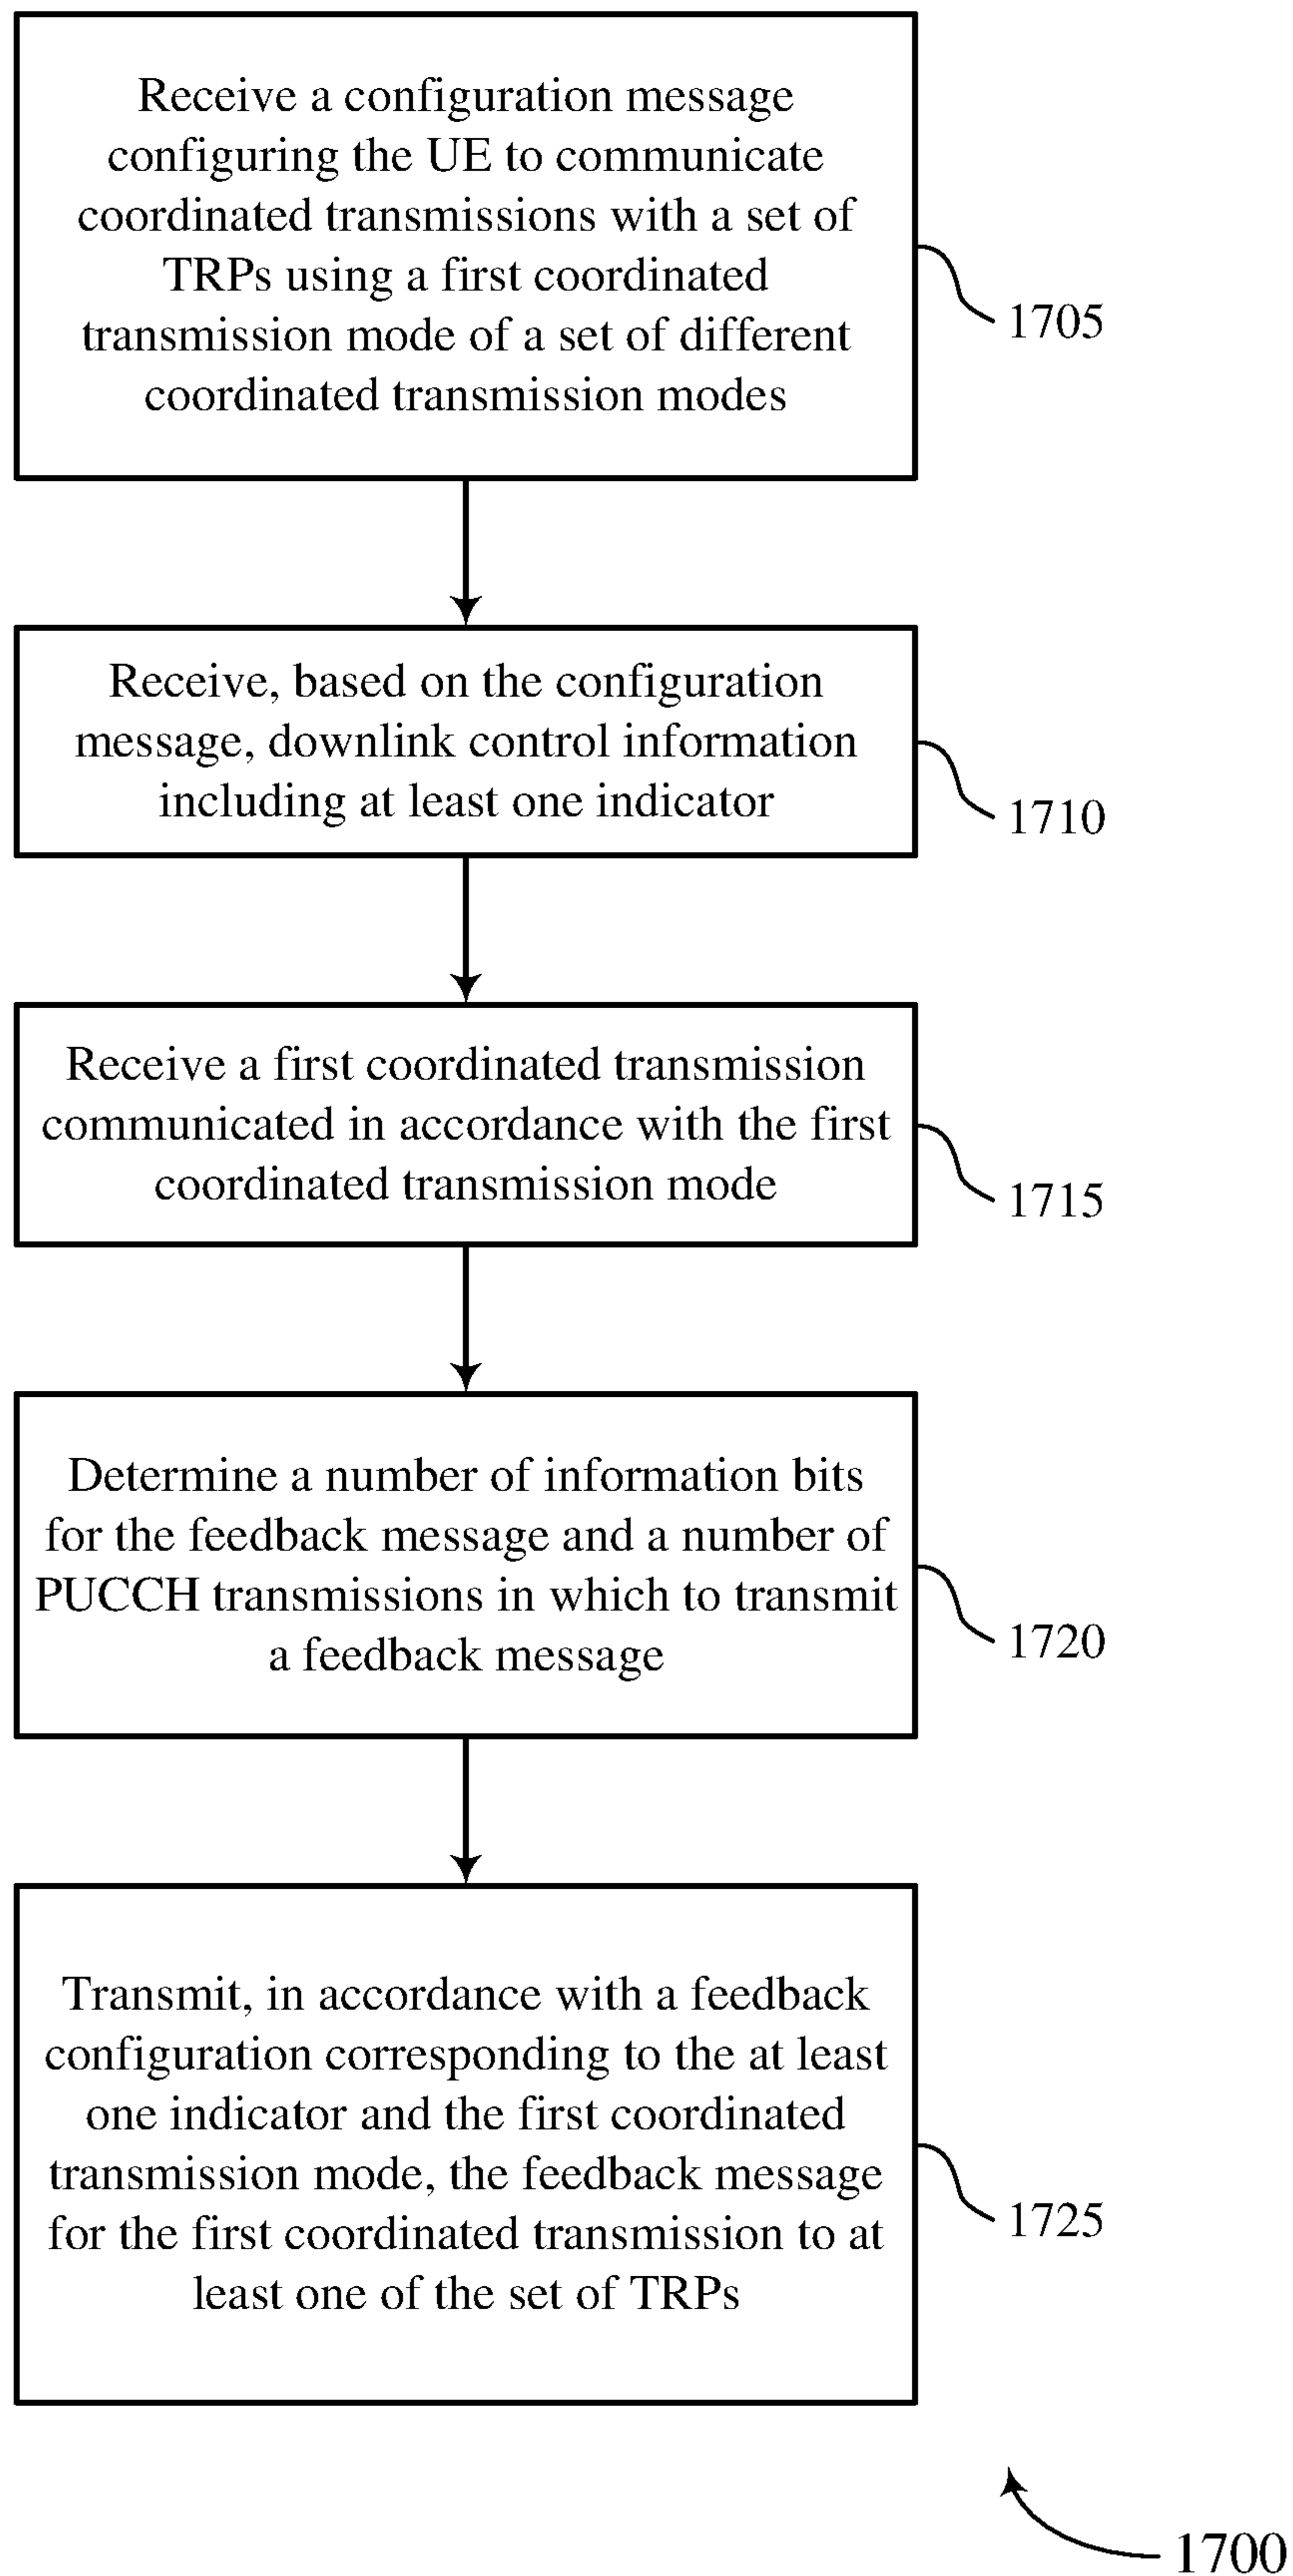 Receive a configuration message
configuring the UE to communicate
coordinated transmissions with a set of
TRPs using a first coordinated
transmission mode of a set of different
coordinated transmission modes
1705
Receive, based on the configuration
message, downlink control information
including at least one indicator
1710
Receive a first coordinated transmission
communicated in accordance with the first
coordinated transmission mode
1715
Determine a number of information bits
for the feedback message and a number of
PUCCH transmissions in which to transmit
a feedback message
1720
Transmit, in accordance with a feedback
configuration corresponding to the at least
one indicator and the first coordinated
transmission mode, the feedback message
for the first coordinated transmission to at
least one of the set of TRPs
1725
1700